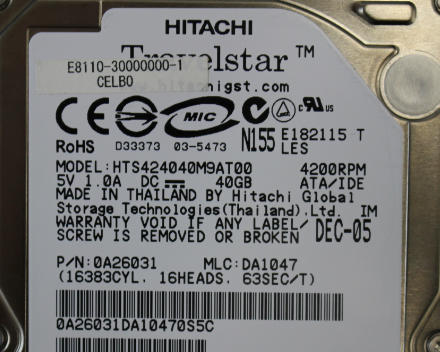 HITACHI
Travelstar™
E8110-30000000-1
CELBO
www.hitachigst.com
CE MIC
RoHS D33373 03-5473 N155 E182115 T
LES
MODEL:HTS424040M9AT00 4200RPM
5V 1.0A DC 40GB ATA/IDE
MADE IN THAILAND BY Hitachi Global
Storage Technologies(Thailand).Ltd. IM
WARRANTY VOID IF ANY LABEL/
SCREW IS REMOVED OR BROKEN DEC-05
P/N:0A26031 MLC:DA1047
(16383CYL. 16HEADS. 63SEC/T)
0A26031DA10470S5C